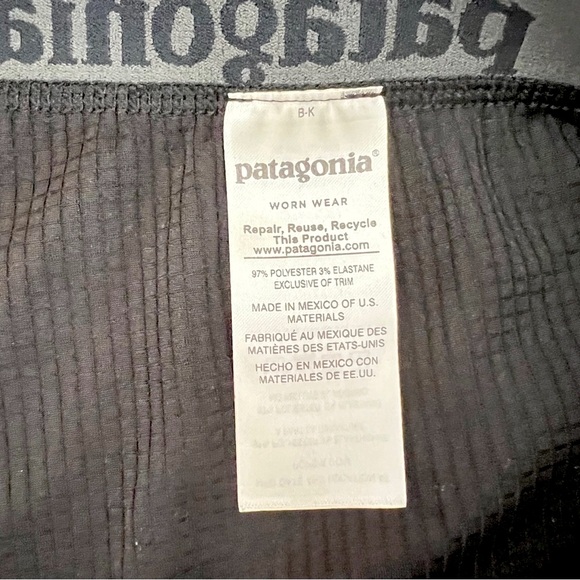 patagonia
B-K
patagonia®
WORN WEAR
Repair, Reuse, Recycle
This Product
www.patagonia.com
97% POLYESTER 3% ELASTANE
EXCLUSIVE OF TRIM
MADE IN MEXICO OF U.S.
MATERIALS
FABRIQUÉ AU MEXIQUE DES
MATIÈRES DES ETATS-UNIS
HECHO EN MÉXICO CON
MATERIALES DE EE.UU.